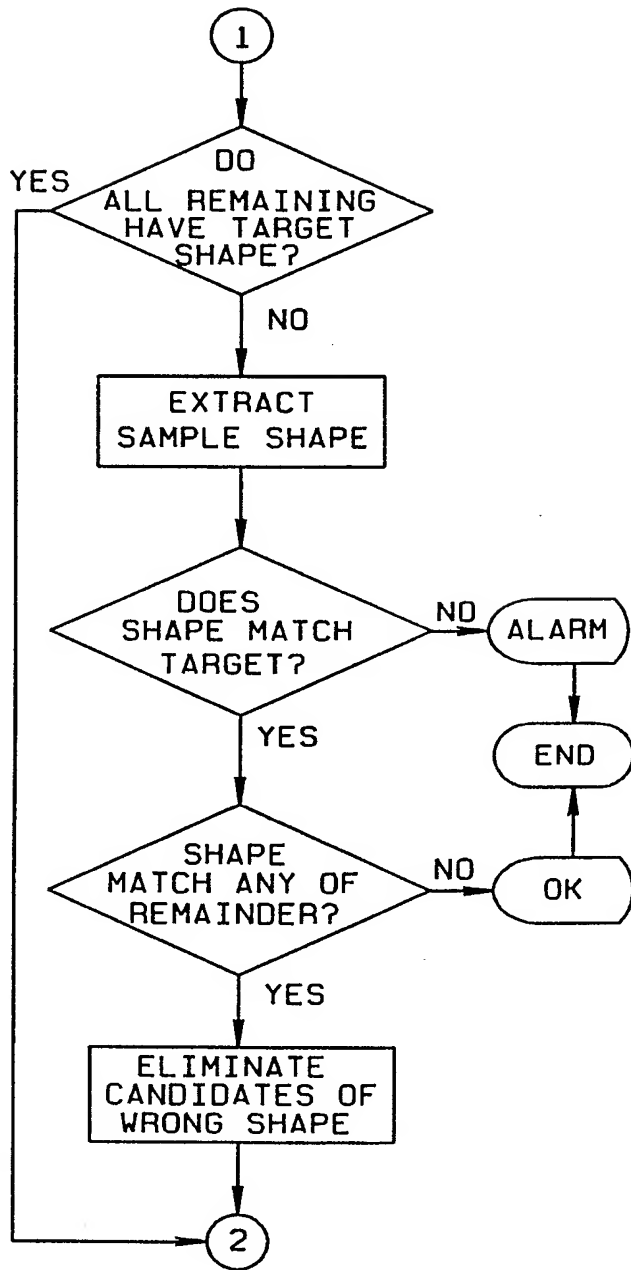 1
DO
ALL REMAINING
HAVE TARGET
SHAPE?
YES
NO
EXTRACT
SAMPLE SHAPE
DOES
SHAPE MATCH
TARGET?
NO
ALARM
YES
END
SHAPE
MATCH ANY OF
REMAINDER?
NO
OK
YES
ELIMINATE
CANDIDATES OF
WRONG SHAPE
2